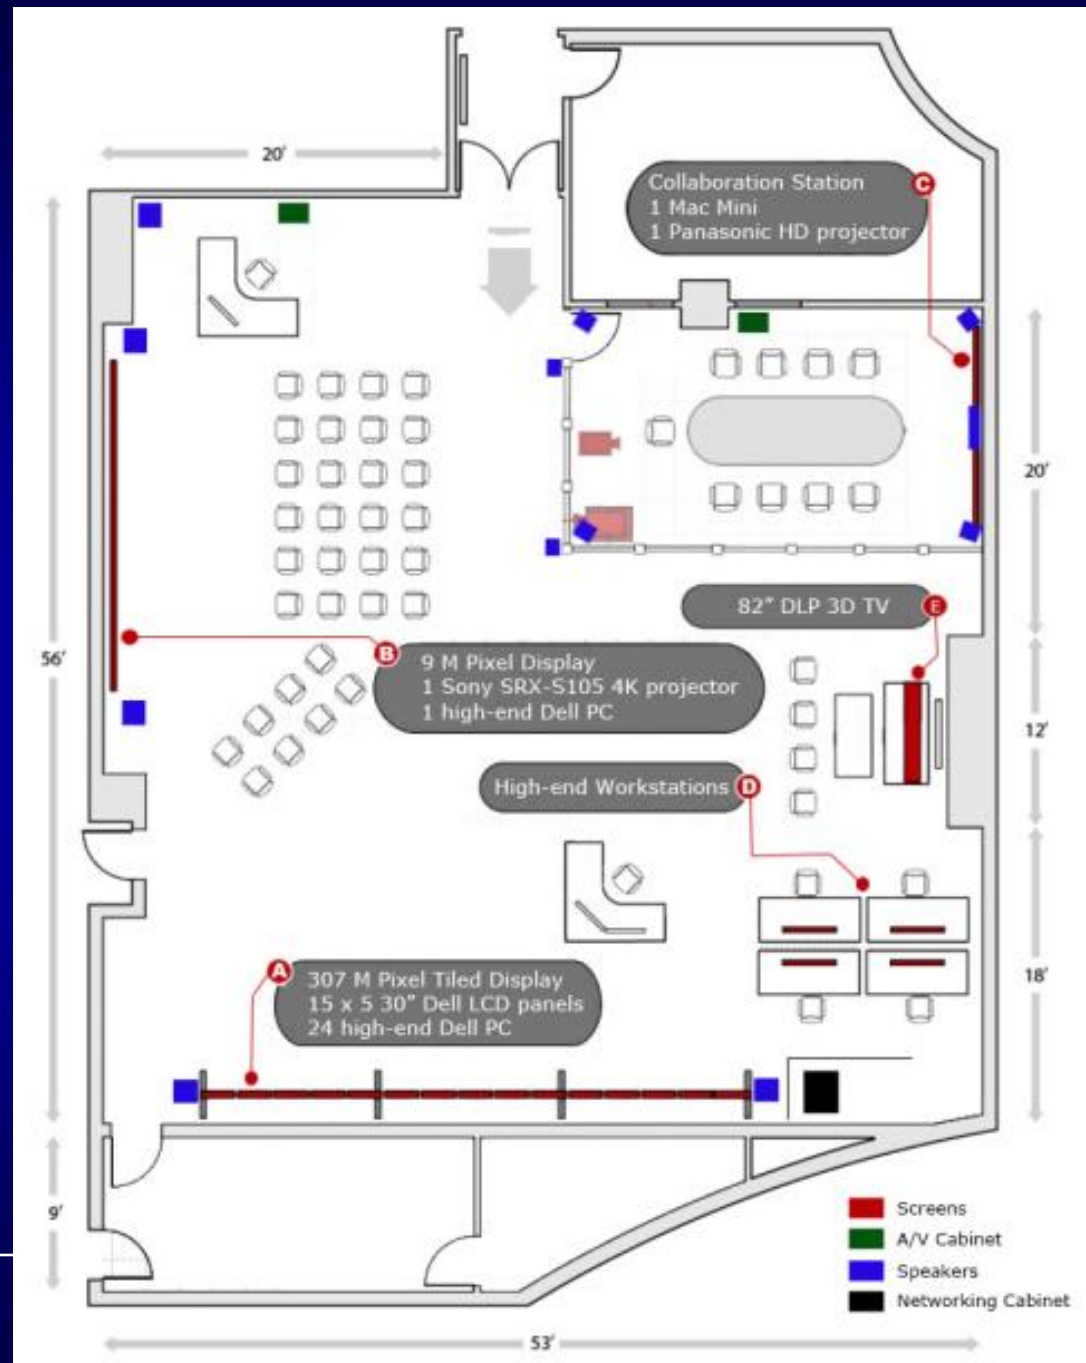 20’
Collaboration Station
C
1 Mac Mini
1 Panasonic HD projector
20’
82” DLP 3D TV
E
56’
B
9 M Pixel Display
1 Sony SRX-S105 4K projector
1 high-end Dell PC
12’
High-end Workstations
D
A
307 M Pixel Tiled Display
15 x 5 30” Dell LCD panels
24 high-end Dell PC
18’
9’
Screens
A/V Cabinet
Speakers
Networking Cabinet
53’